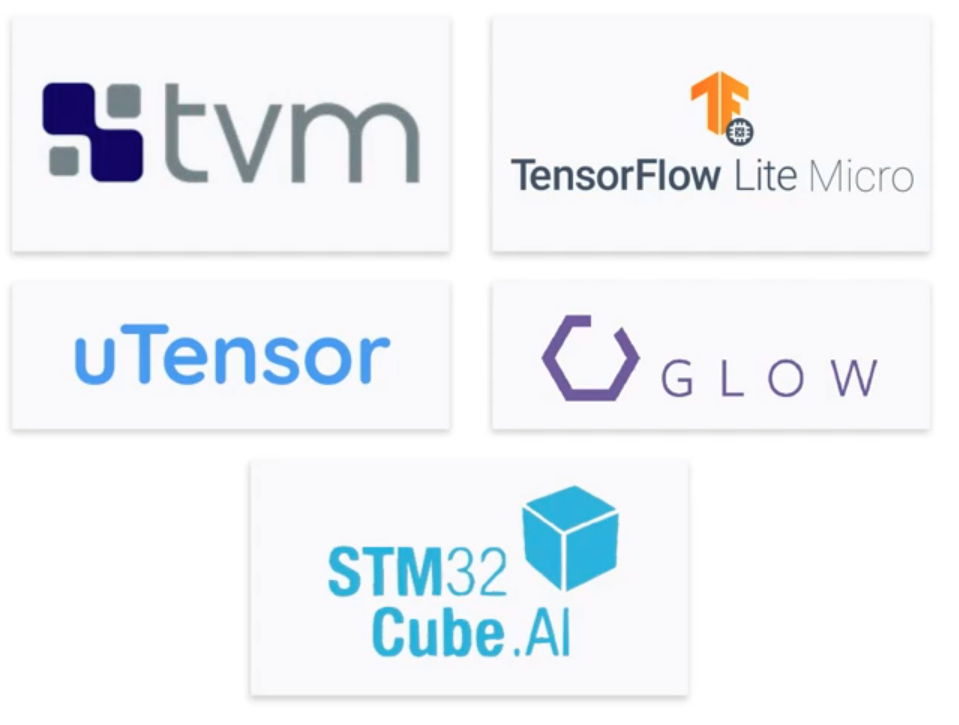 tvm
TensorFlow Lite Micro
uTensor
GLOW
STM32
Cube.AI